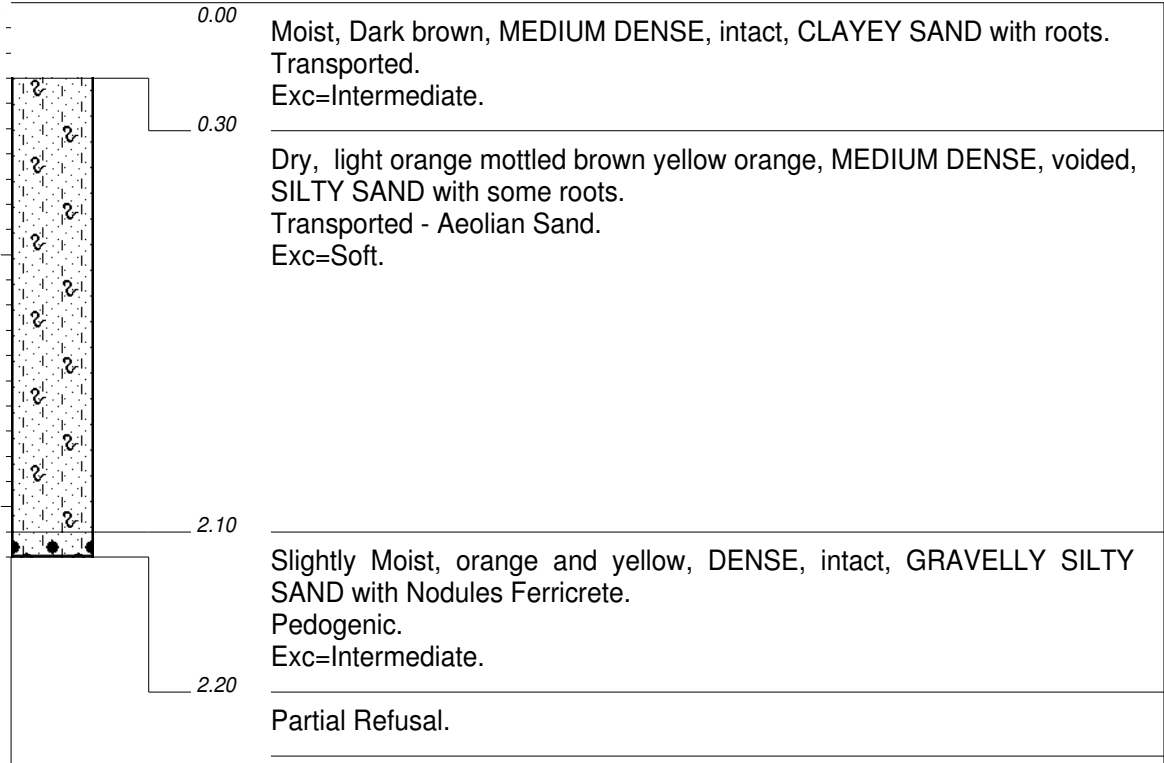 0.00
Moist, Dark brown, MEDIUM DENSE, intact, CLAYEY SAND with roots.
Transported.
Exc=Intermediate.
0.30
Dry, light orange mottled brown yellow orange, MEDIUM DENSE, voided,
SILTY SAND with some roots.
Transported - Aeolian Sand.
Exc=Soft.
2.10
Slightly Moist, orange and yellow, DENSE, intact, GRAVELLY SILTY
SAND with Nodules Ferricrete.
Pedogenic.
Exc=Intermediate.
2.20
Partial Refusal.